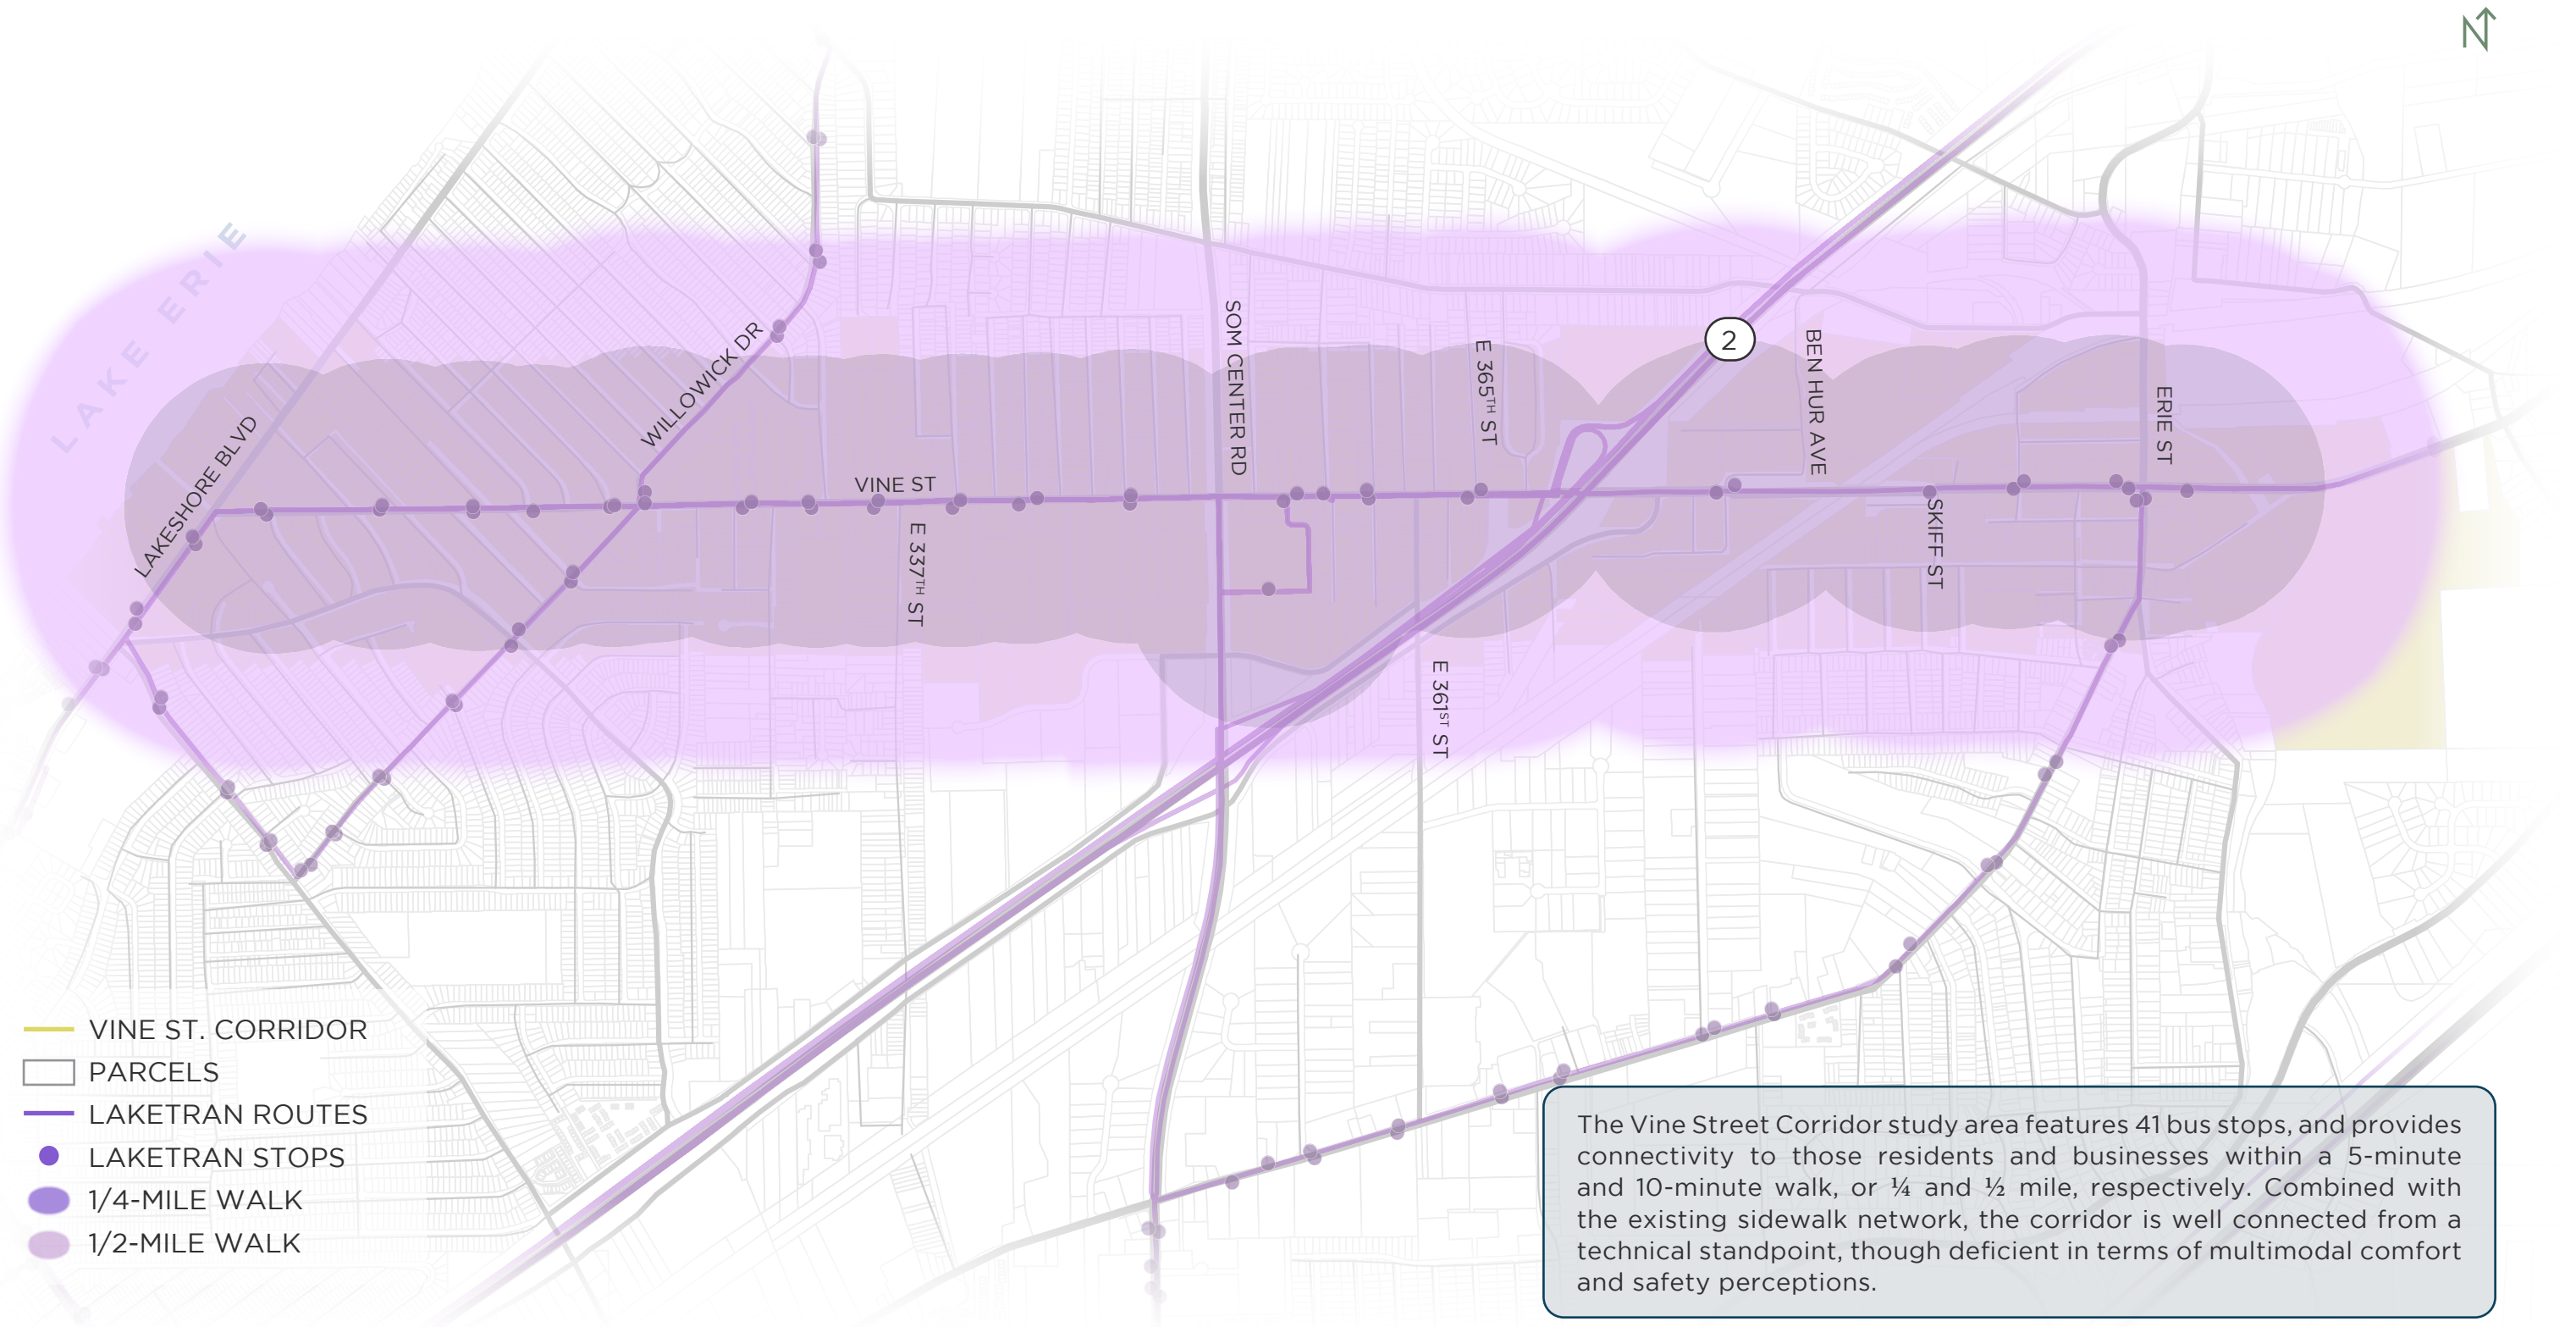 N
LAKE ERIE
LAKESHORE BLVD
WILLOWICK DR
VINE ST
E 337TH ST
SOM CENTER RD
E 365TH ST
E 361ST ST
2
BEN HUR AVE
SKIFF ST
ERIE ST
VINE ST. CORRIDOR
PARCELS
LAKETRAN ROUTES
LAKETRAN STOPS
1/4-MILE WALK
1/2-MILE WALK
The Vine Street Corridor study area features 41 bus stops, and provides
connectivity to those residents and businesses within a 5-minute
and 10-minute walk, or ¼ and ½ mile, respectively. Combined with
the existing sidewalk network, the corridor is well connected from a
technical standpoint, though deficient in terms of multimodal comfort
and safety perceptions.